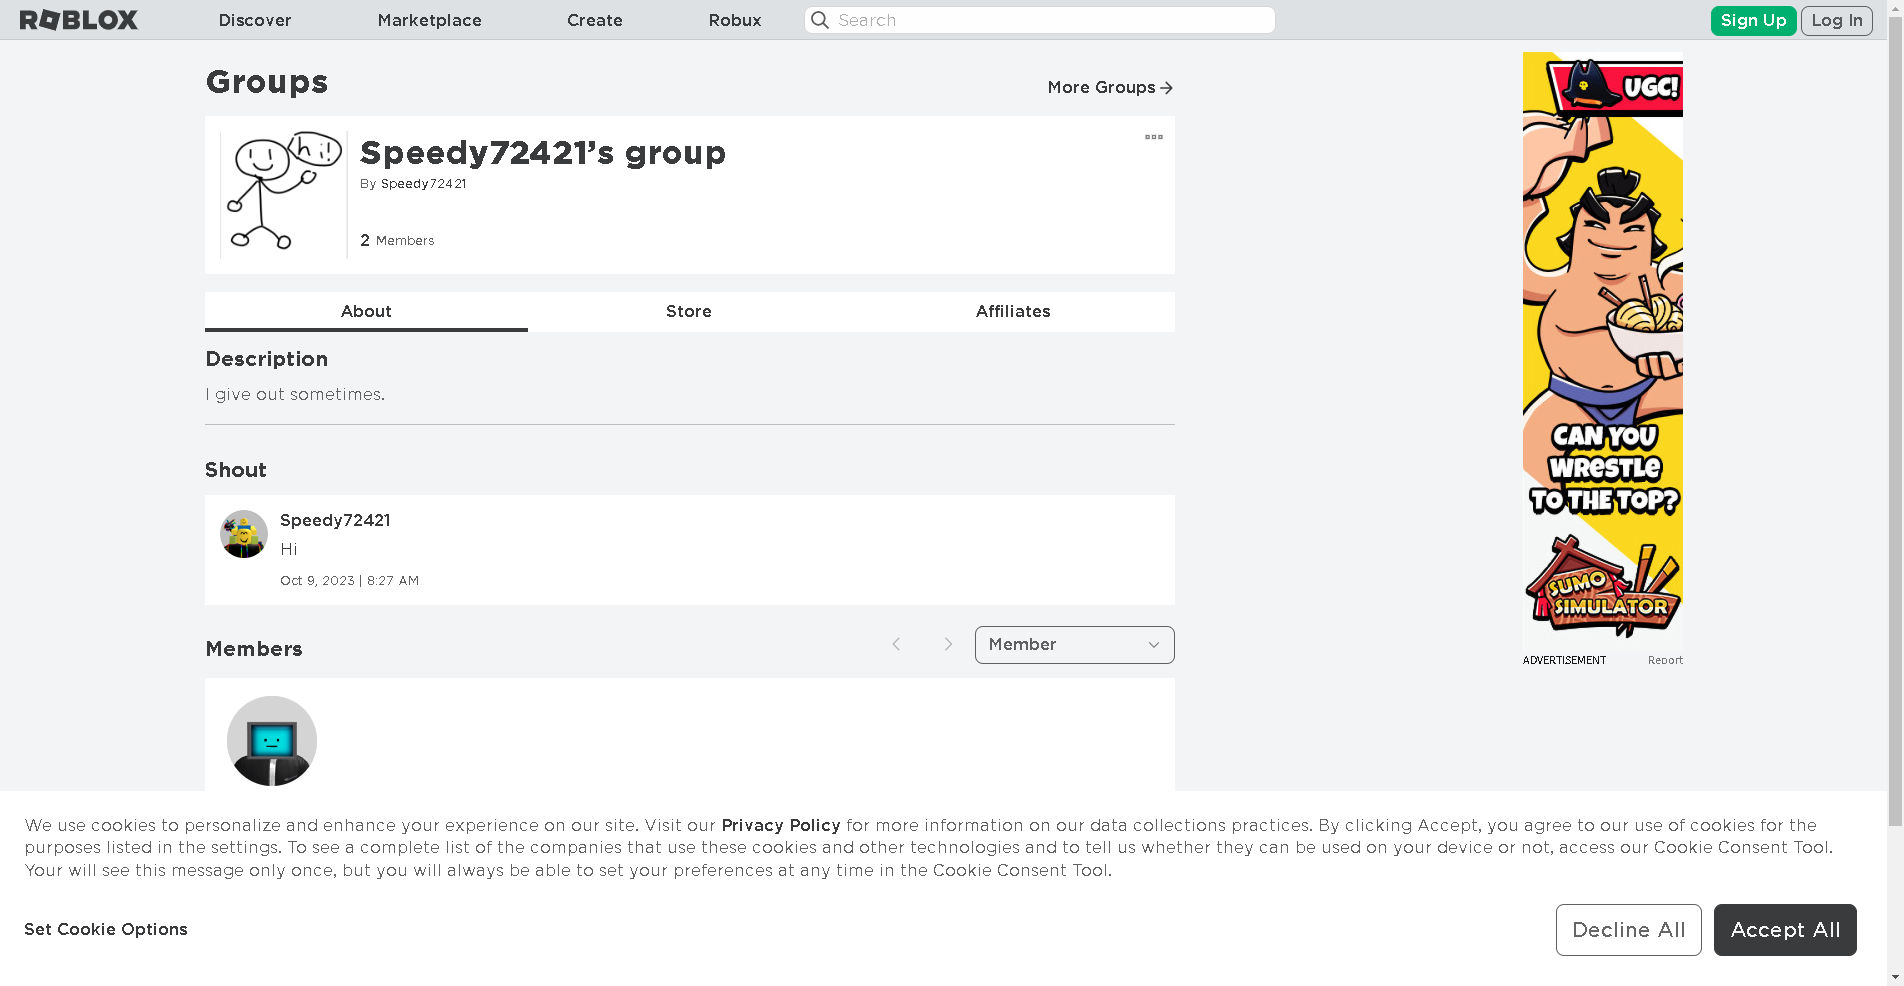 ROBLOX Discover Marketplace Create Robux Search Sign Up Log In
Groups
More Groups
hi!
Speedy72421's group
By Speedy72421
2 Members
About Store Affiliates
Description
I give out sometimes.
Shout
Speedy72421
Hi
Oct 9, 2023 | 8:27 AM
Members
Member
UGC!
CAN YOU
WRESTLE
TO THE TOP?
SUMO
SIMULATOR
ADVERTISEMENT Report
We use cookies to personalize and enhance your experience on our site. Visit our Privacy Policy for more information on our data collections practices. By clicking Accept, you agree to our use of cookies for the
purposes listed in the settings. To see a complete list of the companies that use these cookies and other technologies and to tell us whether they can be used on your device or not, access our Cookie Consent Tool.
Your will see this message only once, but you will always be able to set your preferences at any time in the Cookie Consent Tool.
Set Cookie Options
Decline All
Accept All